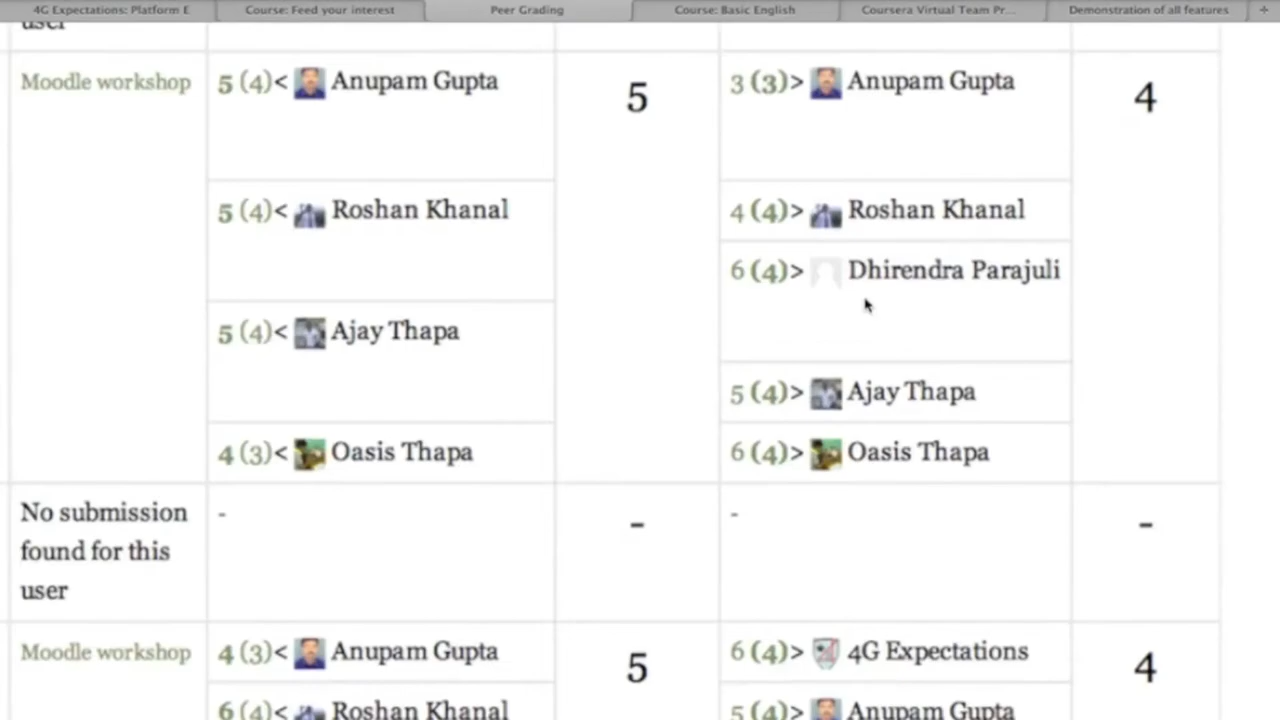 4G Expectations: Platform E
Course: Feed your interest
Peer Grading
Course: Basic English
Coursera Virtual Team Pr...
Demonstration of all features
+
user
Moodle workshop
5 (4)< Anupam Gupta
5
3 (3)> Anupam Gupta
4
5 (4)< Roshan Khanal
4 (4)> Roshan Khanal
6 (4)> Dhirendra Parajuli
5 (4)< Ajay Thapa
5 (4)> Ajay Thapa
4 (3)< Oasis Thapa
6 (4)> Oasis Thapa
No submission
found for this
user
-
-
-
-
Moodle workshop
4 (3)< Anupam Gupta
5
6 (4)> 4G Expectations
4
6 (4)< Roshan Khanal
5 (4)> Anupam Gupta